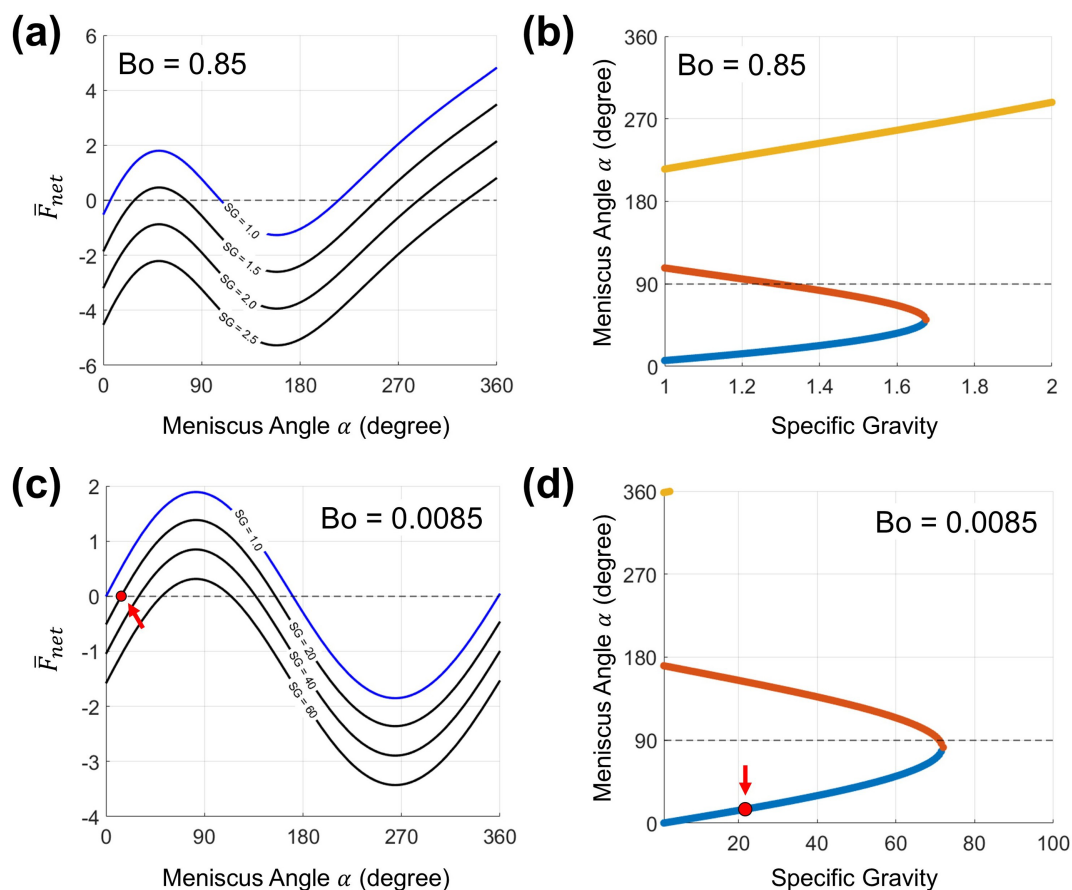 (a)
Bo = 0.85
6
4
2
0
-2
-4
-6
F̄net
SG = 1.0
SG = 1.5
SG = 2.0
SG = 2.5
0 90 180 270 360
Meniscus Angle α (degree)
(b)
Bo = 0.85
360
270
180
90
0
Meniscus Angle α (degree)
1 1.2 1.4 1.6 1.8 2
Specific Gravity
(c)
Bo = 0.0085
2
1
0
-1
-2
-3
-4
F̄net
SG = 1.0
SG = 20
SG = 40
SG = 60
0 90 180 270 360
Meniscus Angle α (degree)
(d)
Bo = 0.0085
360
270
180
90
0
Meniscus Angle α (degree)
20 40 60 80 100
Specific Gravity